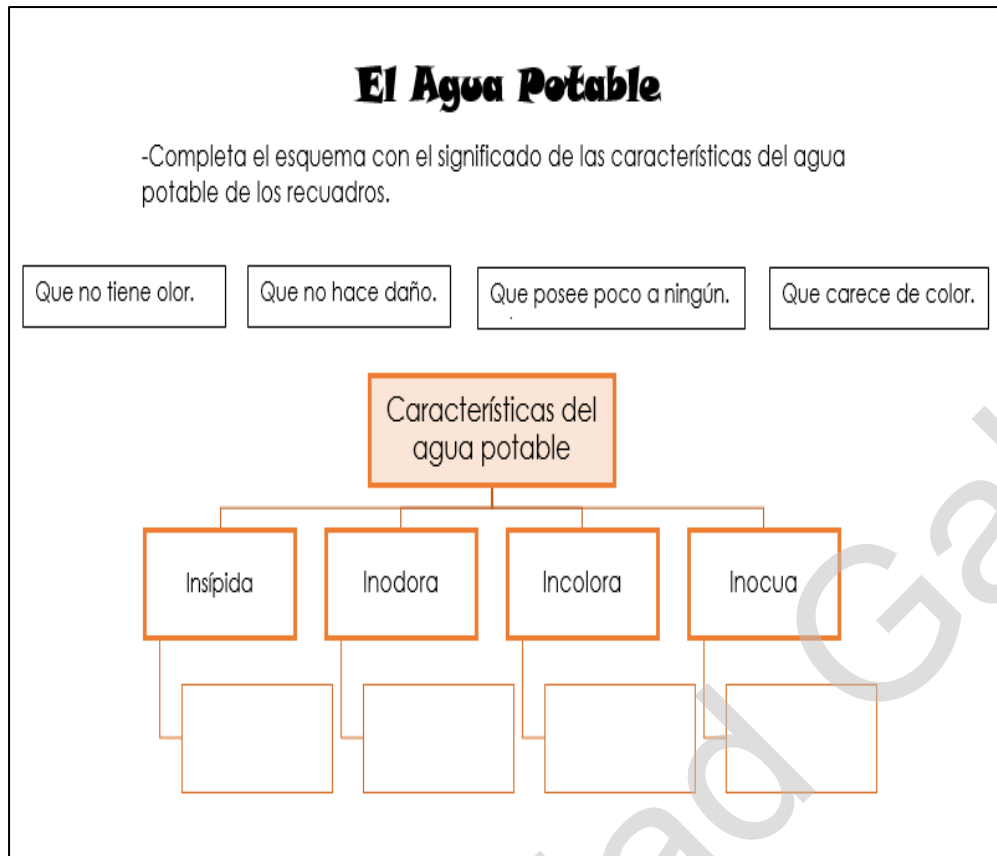 El Agua Potable
-Completa el esquema con el significado de las características del agua
potable de los recuadros.
Que no tiene olor.
Que no hace daño.
Que posee poco a ningún.
Que carece de color.
Características del
agua potable
Insípida
Inodora
Incolora
Inocua